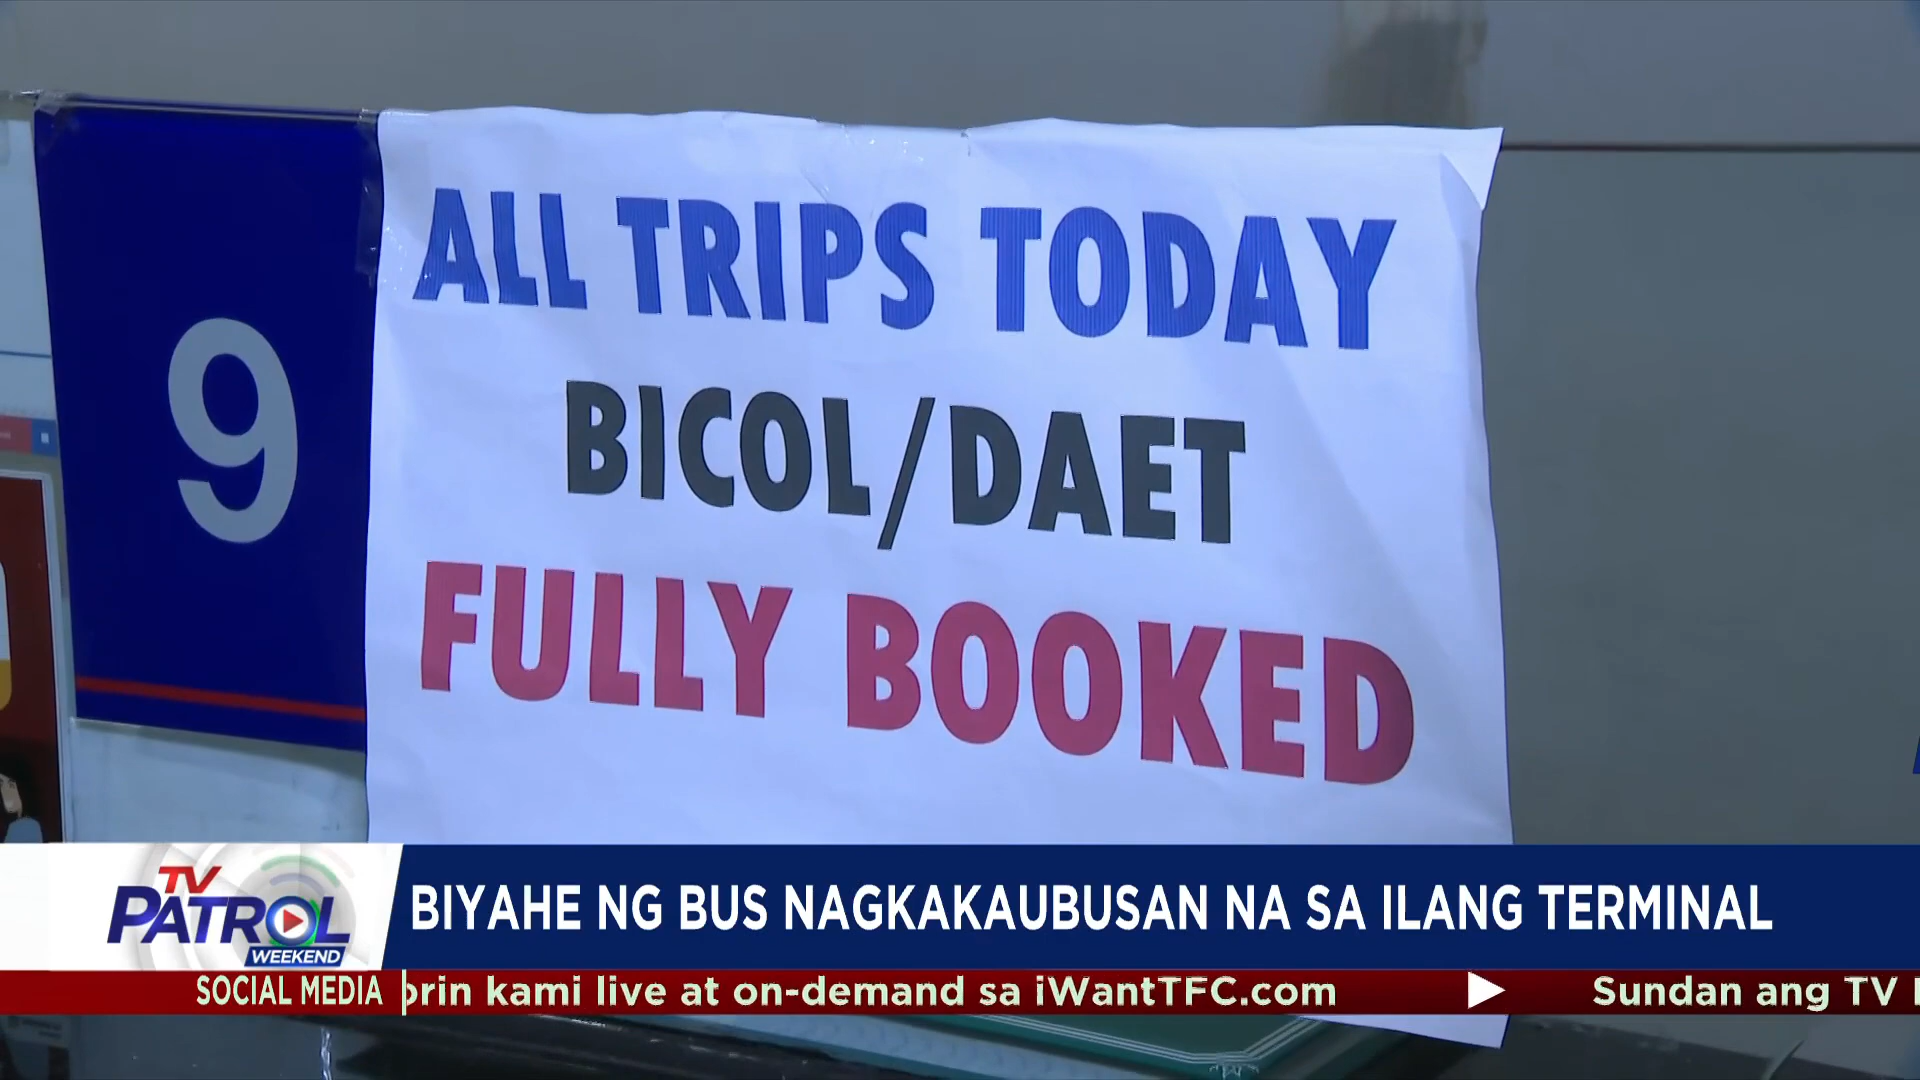 ALL TRIPS TODAY
9
BICOL/DAET
FULLY BOOKED
TV
PATROL
WEEKEND
BIYAHE NG BUS NAGKAKAUBUSAN NA SA ILANG TERMINAL
SOCIAL MEDIA
kami live at on-demand sa iWantTFC.com
Sundan ang TV